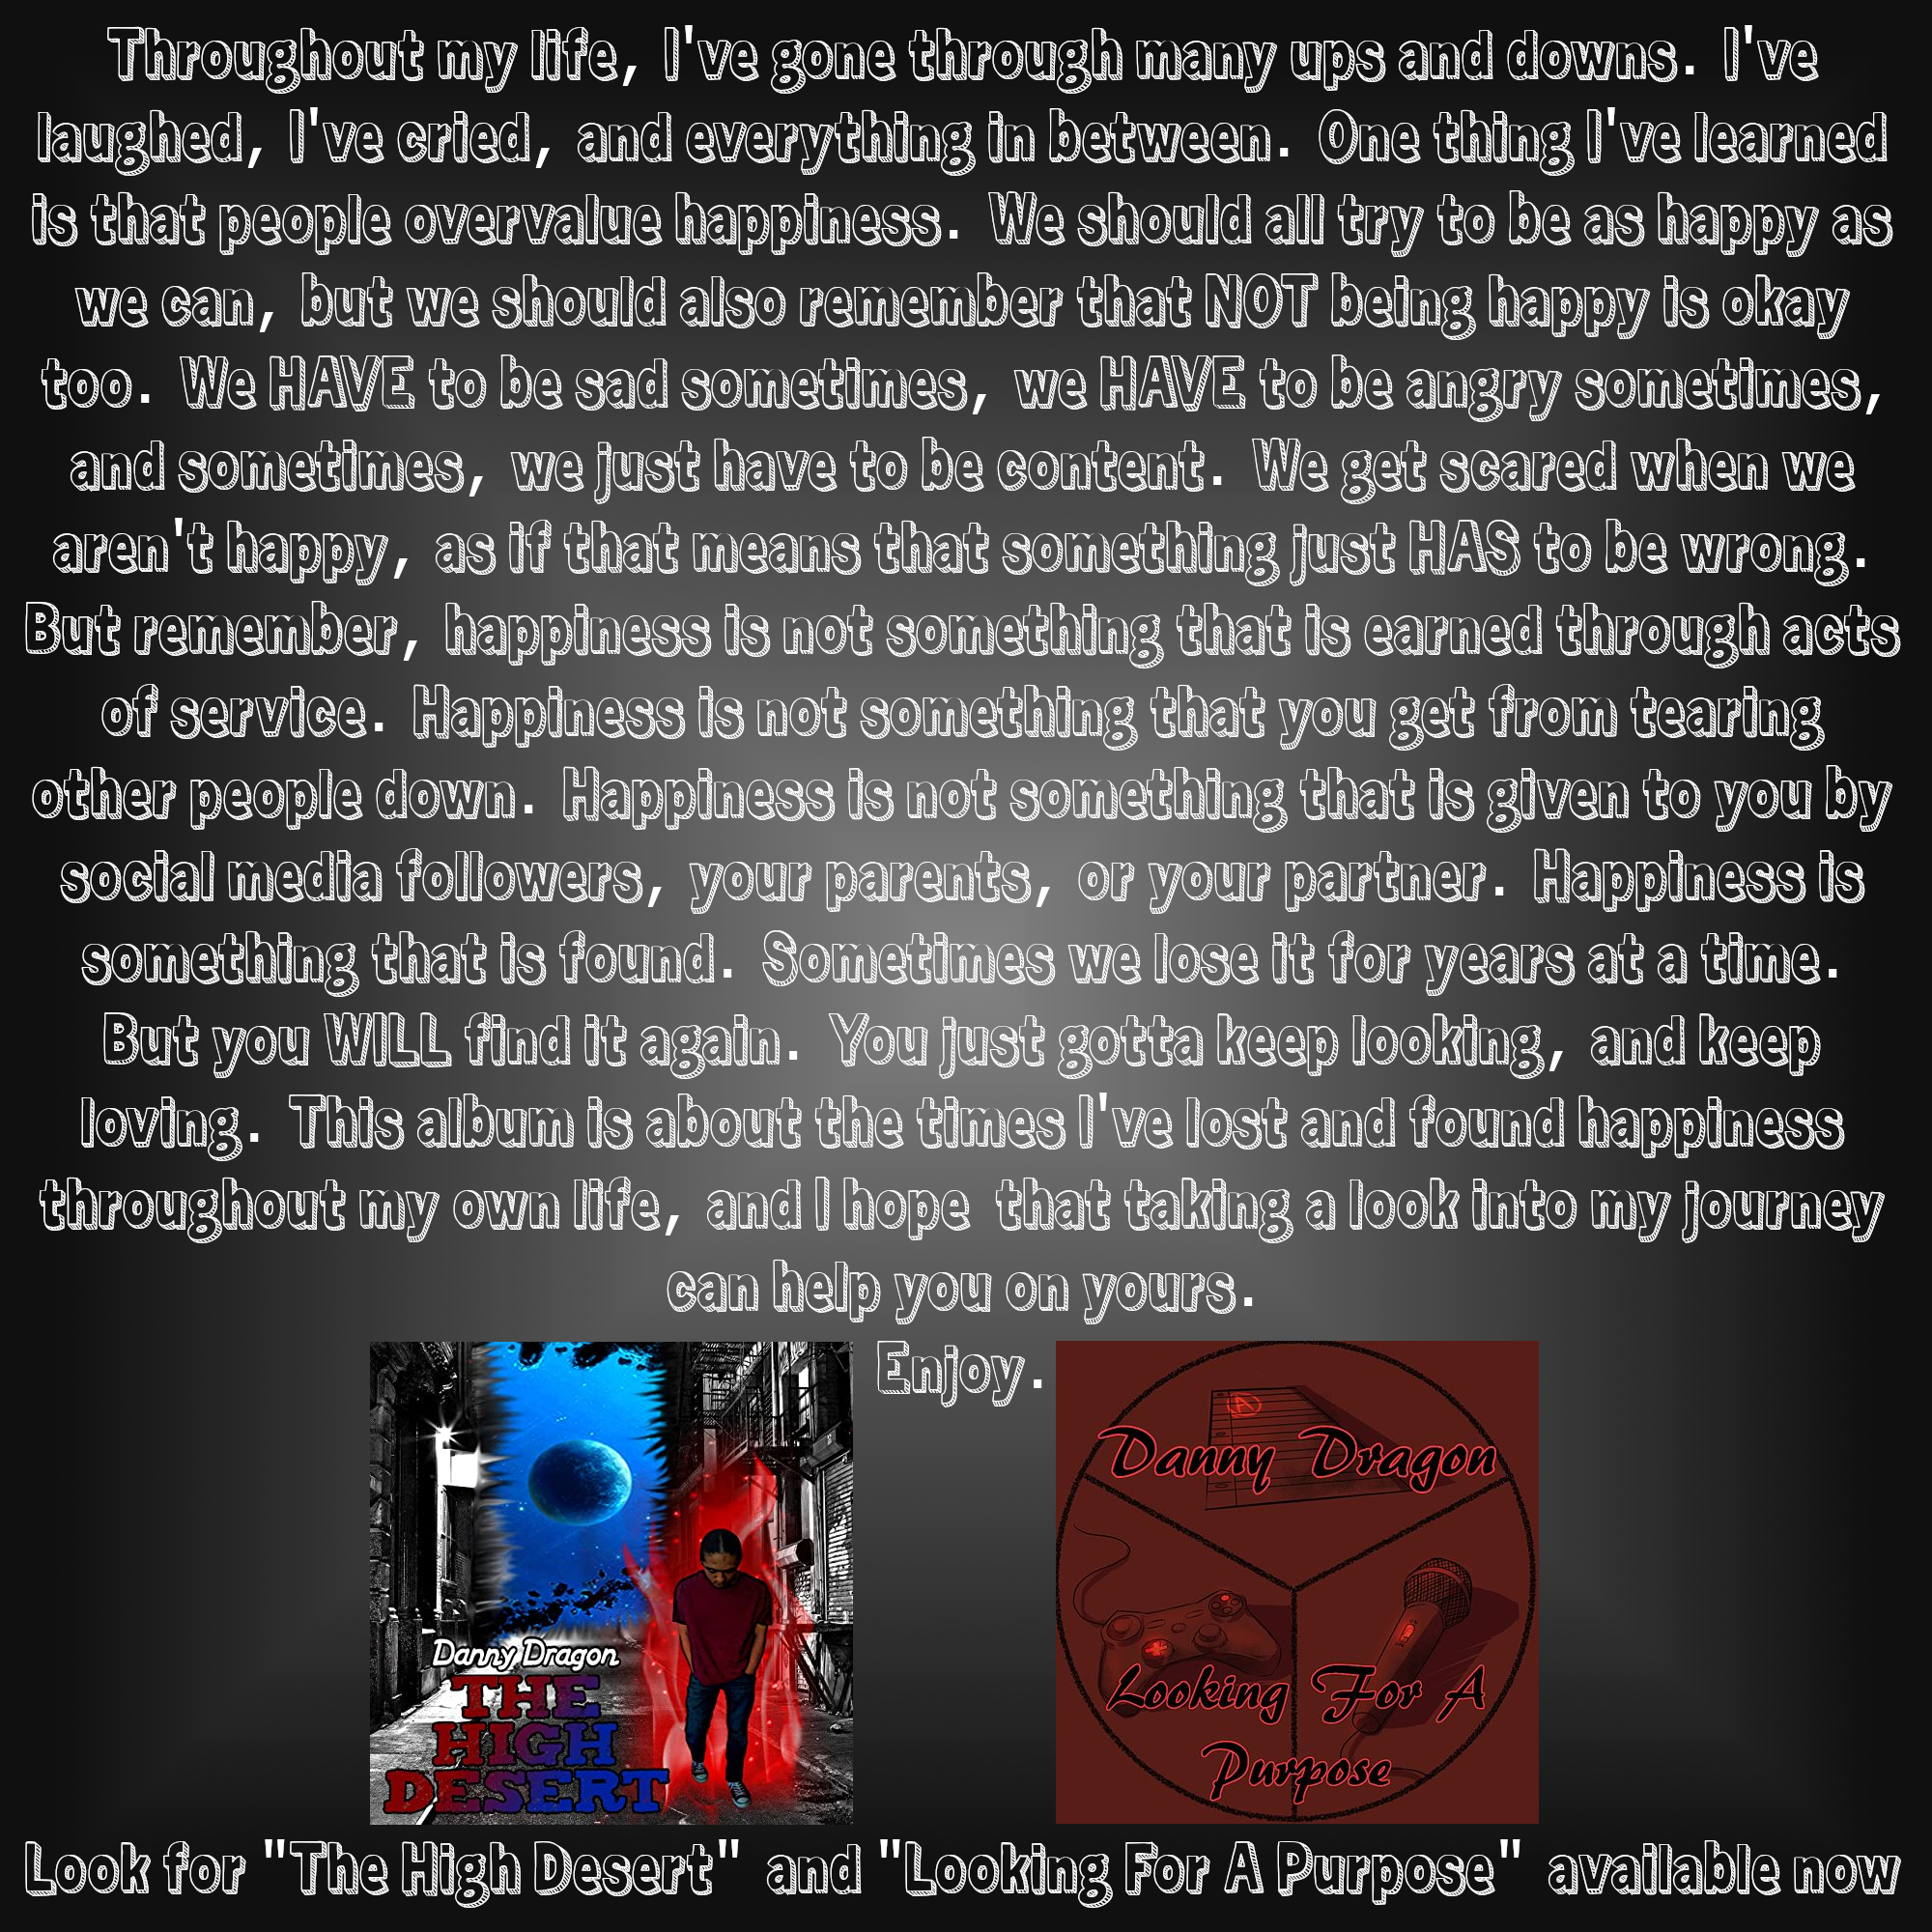 Throughout my life, I've gone through many ups and downs. I've
laughed, I've cried, and everything in between. One thing I've learned
is that people overvalue happiness. We should all try to be as happy as
we can, but we should also remember that NOT being happy is okay
too. We HAVE to be sad sometimes, we HAVE to be angry sometimes,
and sometimes, we just have to be content. We get scared when we
aren't happy, as if that means that something just HAS to be wrong.
But remember, happiness is not something that is earned through acts
of service. Happiness is not something that you get from tearing
other people down. Happiness is not something that is given to you by
social media followers, your parents, or your partner. Happiness is
something that is found. Sometimes we lose it for years at a time.
But you WILL find it again. You just gotta keep looking, and keep
loving. This album is about the times I've lost and found happiness
throughout my own life, and I hope that taking a look into my journey
can help you on yours.
Enjoy.
Danny Dragon
THE
HIGH
DESERT
A
Danny Dragon
Looking For A
Purpose
Look for "The High Desert" and "Looking For A Purpose" available now